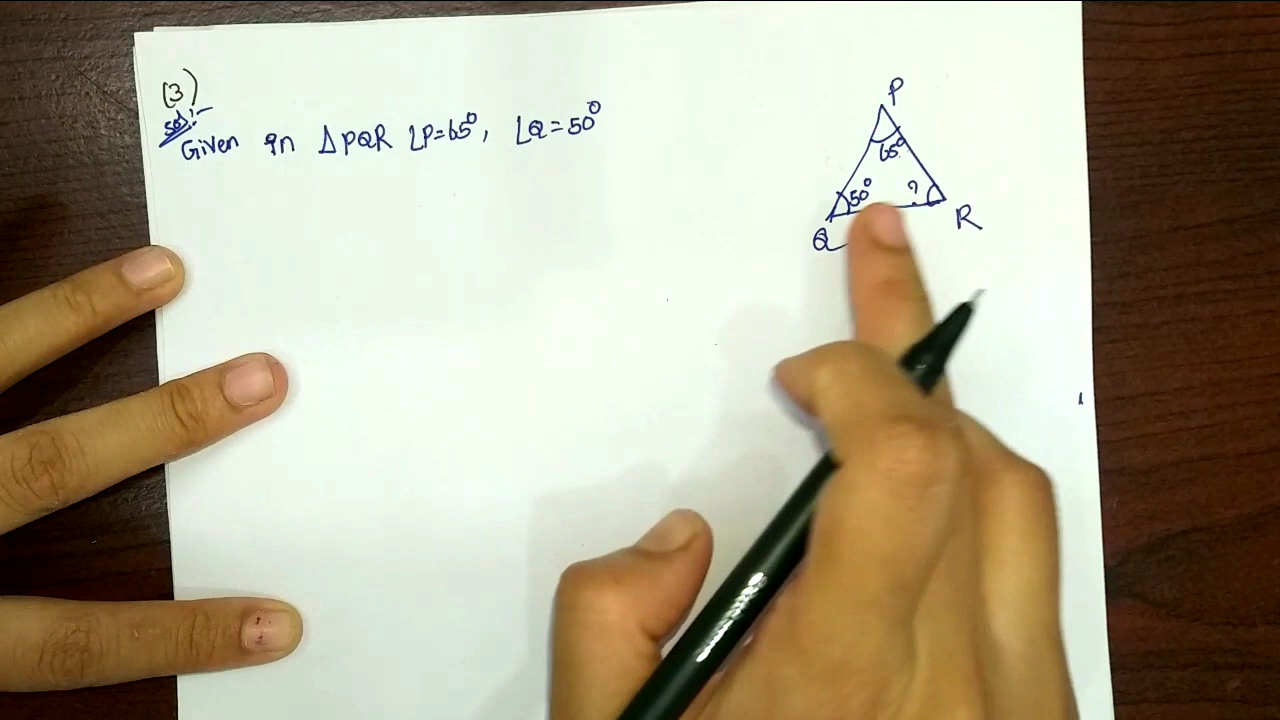 (3)
Sol:-
Given in ΔPQR ∠P=65°, ∠Q=50°
P
65°
50° ?
Q R